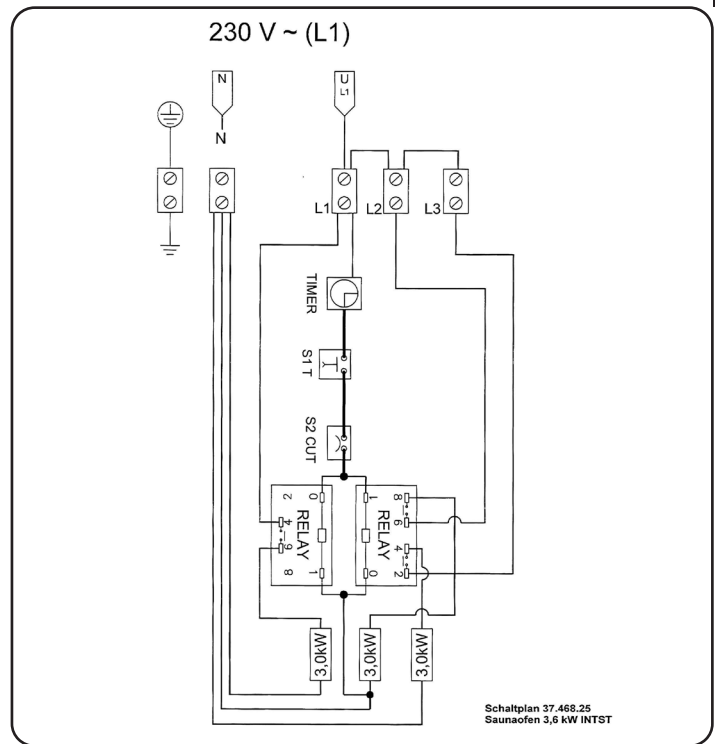 230 V ~ (L1)
N
U
L1
N
L1
L2
L3
TIMER
S1 T
S2 CUT
2
0
1
8
4
RELAY
RELAY
6
6
4
8
1
0
2
3,0kW
3,0kW
3,0kW
Schaltplan 37.468.25
Saunaofen 3,6 kW INTST